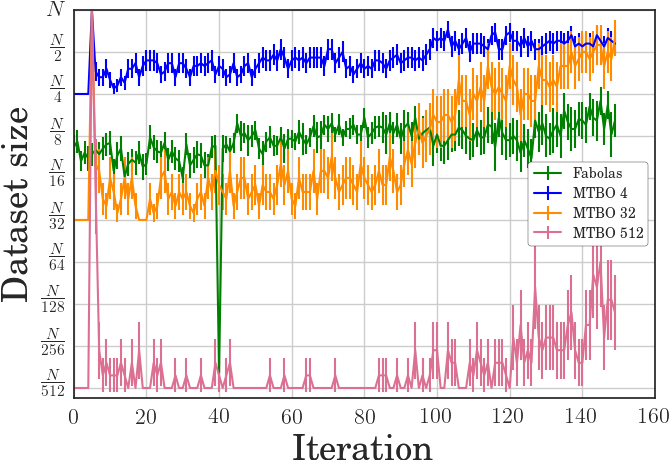 Dataset size
N
N/2
N/4
N/8
N/16
N/32
N/64
N/128
N/256
N/512
Fabolas
MTBO 4
MTBO 32
MTBO 512
0 20 40 60 80 100 120 140 160
Iteration